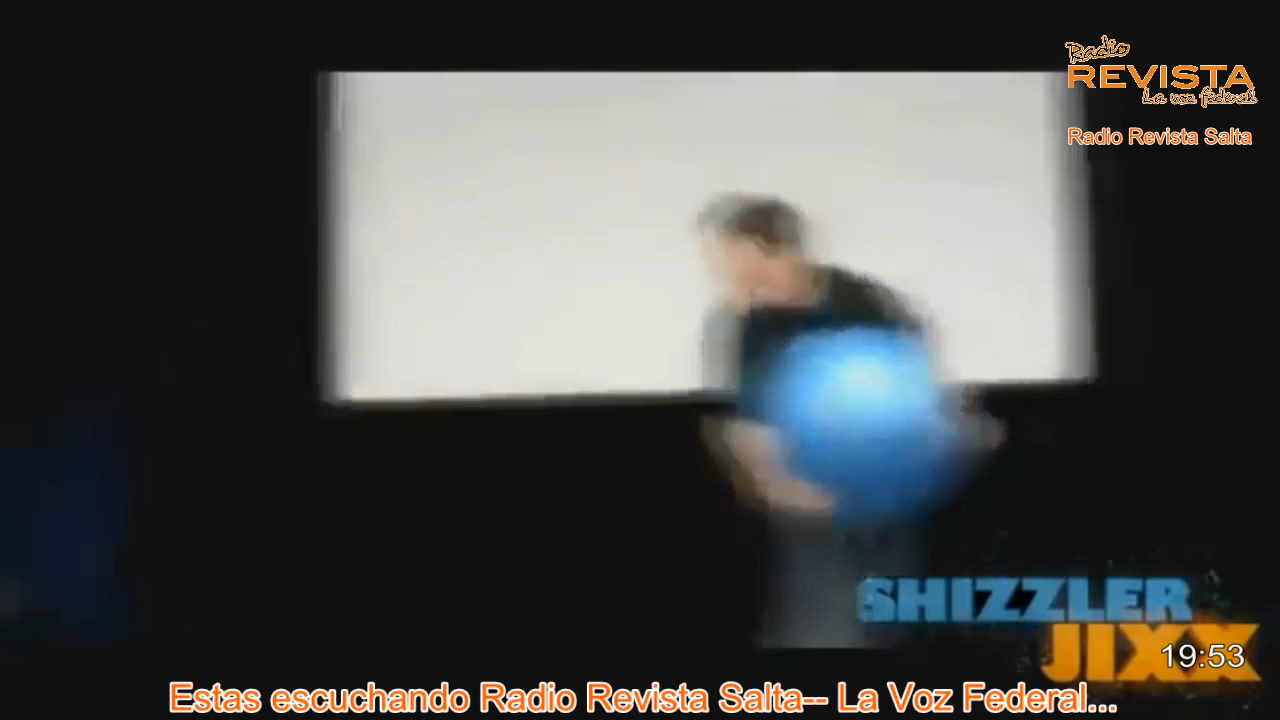 Radio
REVISTA
La voz federal
Radio Revista Salta
SHIZZLER
JIXX
19:53
Estas escuchando Radio Revista Salta-- La Voz Federal...